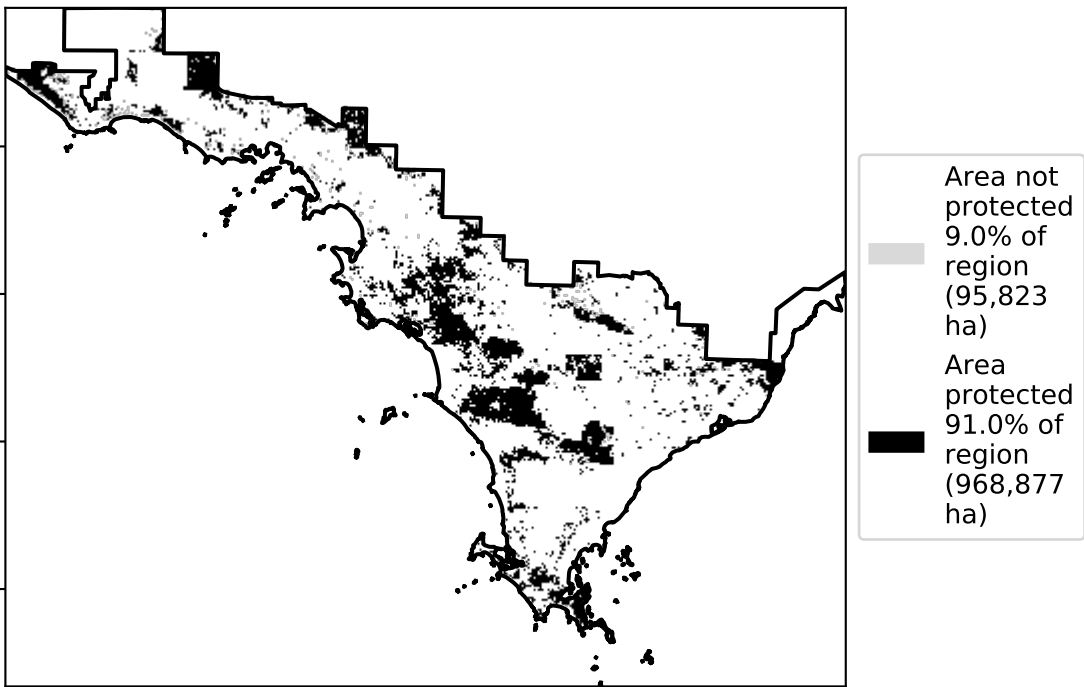 Area not
protected
9.0% of
region
(95,823
ha)
Area
protected
91.0% of
region
(968,877
ha)